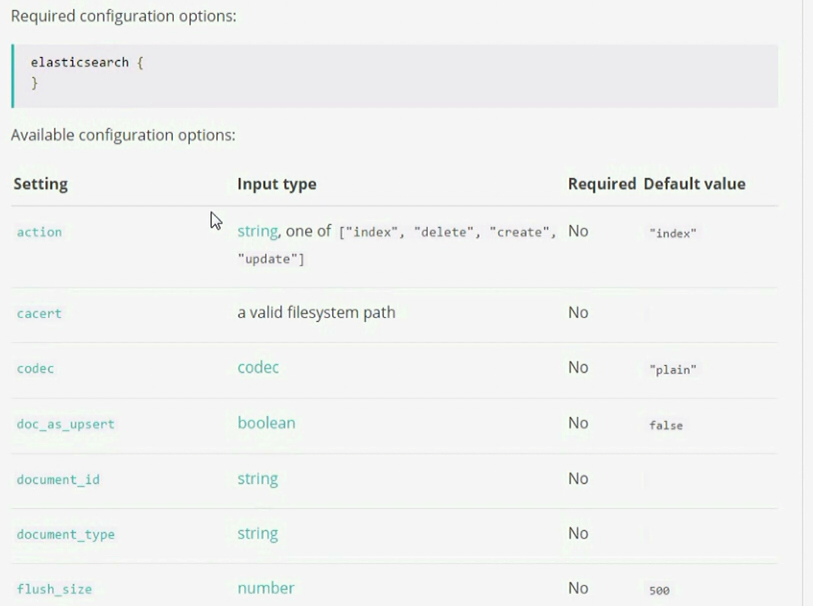 Required configuration options:
elasticsearch {
}
Available configuration options:
Setting Input type Required Default value
action string, one of ["index", "delete", "create", No "index"
"update"]
cacert a valid filesystem path No
codec codec No "plain"
doc_as_upsert boolean No false
document_id string No
document_type string No
flush_size number No 500